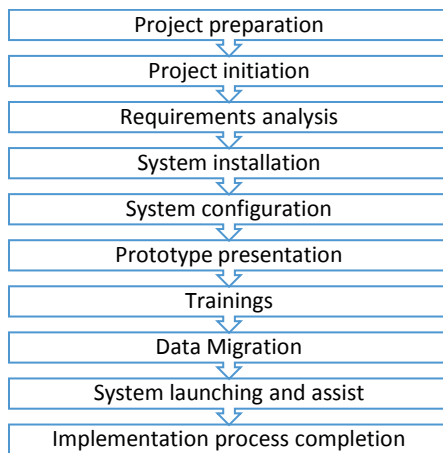 Project preparation
Project initiation
Requirements analysis
System installation
System configuration
Prototype presentation
Trainings
Data Migration
System launching and assist
Implementation process completion